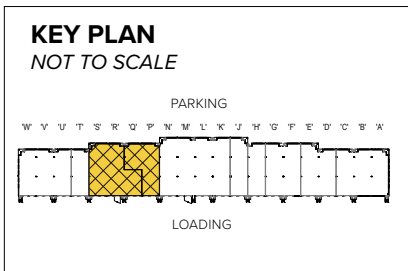 KEY PLAN
NOT TO SCALE
PARKING
'W' 'V' 'U' 'T' 'S' 'R' 'Q' 'P' 'N' 'M' 'L' 'K' 'J' 'H' 'G' 'F' 'E' 'D' 'C' 'B' 'A'
LOADING